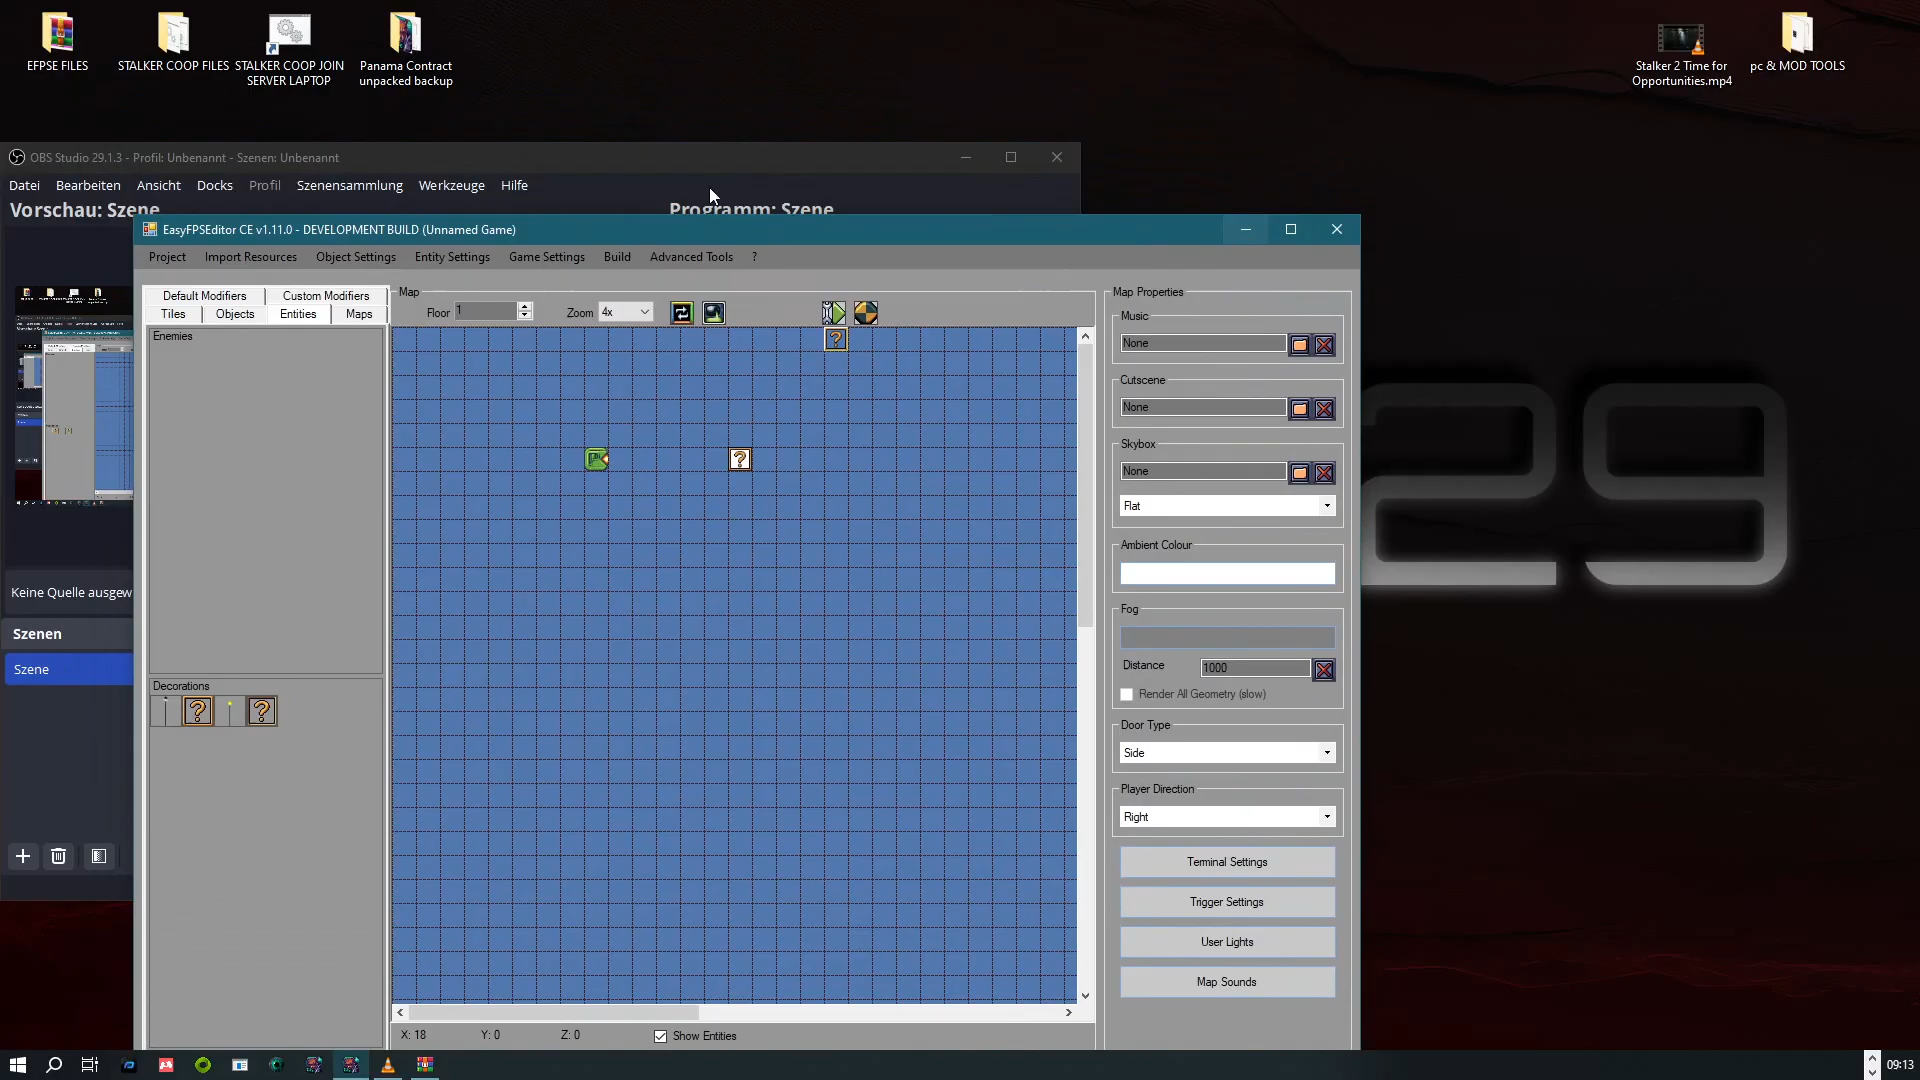 EFPSE FILES
STALKER COOP FILES
STALKER COOP JOIN
SERVER LAPTOP
Panama Contract
unpacked backup
Stalker 2 Time for
Opportunities.mp4
pc & MOD TOOLS
OBS Studio 29.1.3 - Profil: Unbenannt - Szenen: Unbenannt
Datei Bearbeiten Ansicht Docks Profil Szenensammlung Werkzeuge Hilfe
Vorschau: Szene
Programm: Szene
EasyFPSEditor CE v1.11.0 - DEVELOPMENT BUILD (Unnamed Game)
Project Import Resources Object Settings Entity Settings Game Settings Build Advanced Tools ?
Default Modifiers Custom Modifiers
Tiles Objects Entities Maps
Enemies
Decorations
Map
Floor 1 Zoom 4x
Map Properties
Music
None
Cutscene
None
Skybox
None
Flat
Ambient Colour
Fog
Distance 1000
Render All Geometry (slow)
Door Type
Side
Player Direction
Right
Terminal Settings
Trigger Settings
User Lights
Map Sounds
X: 18 Y: 0 Z: 0 Show Entities
Keine Quelle ausgew
Szenen
Szene
29
09:13